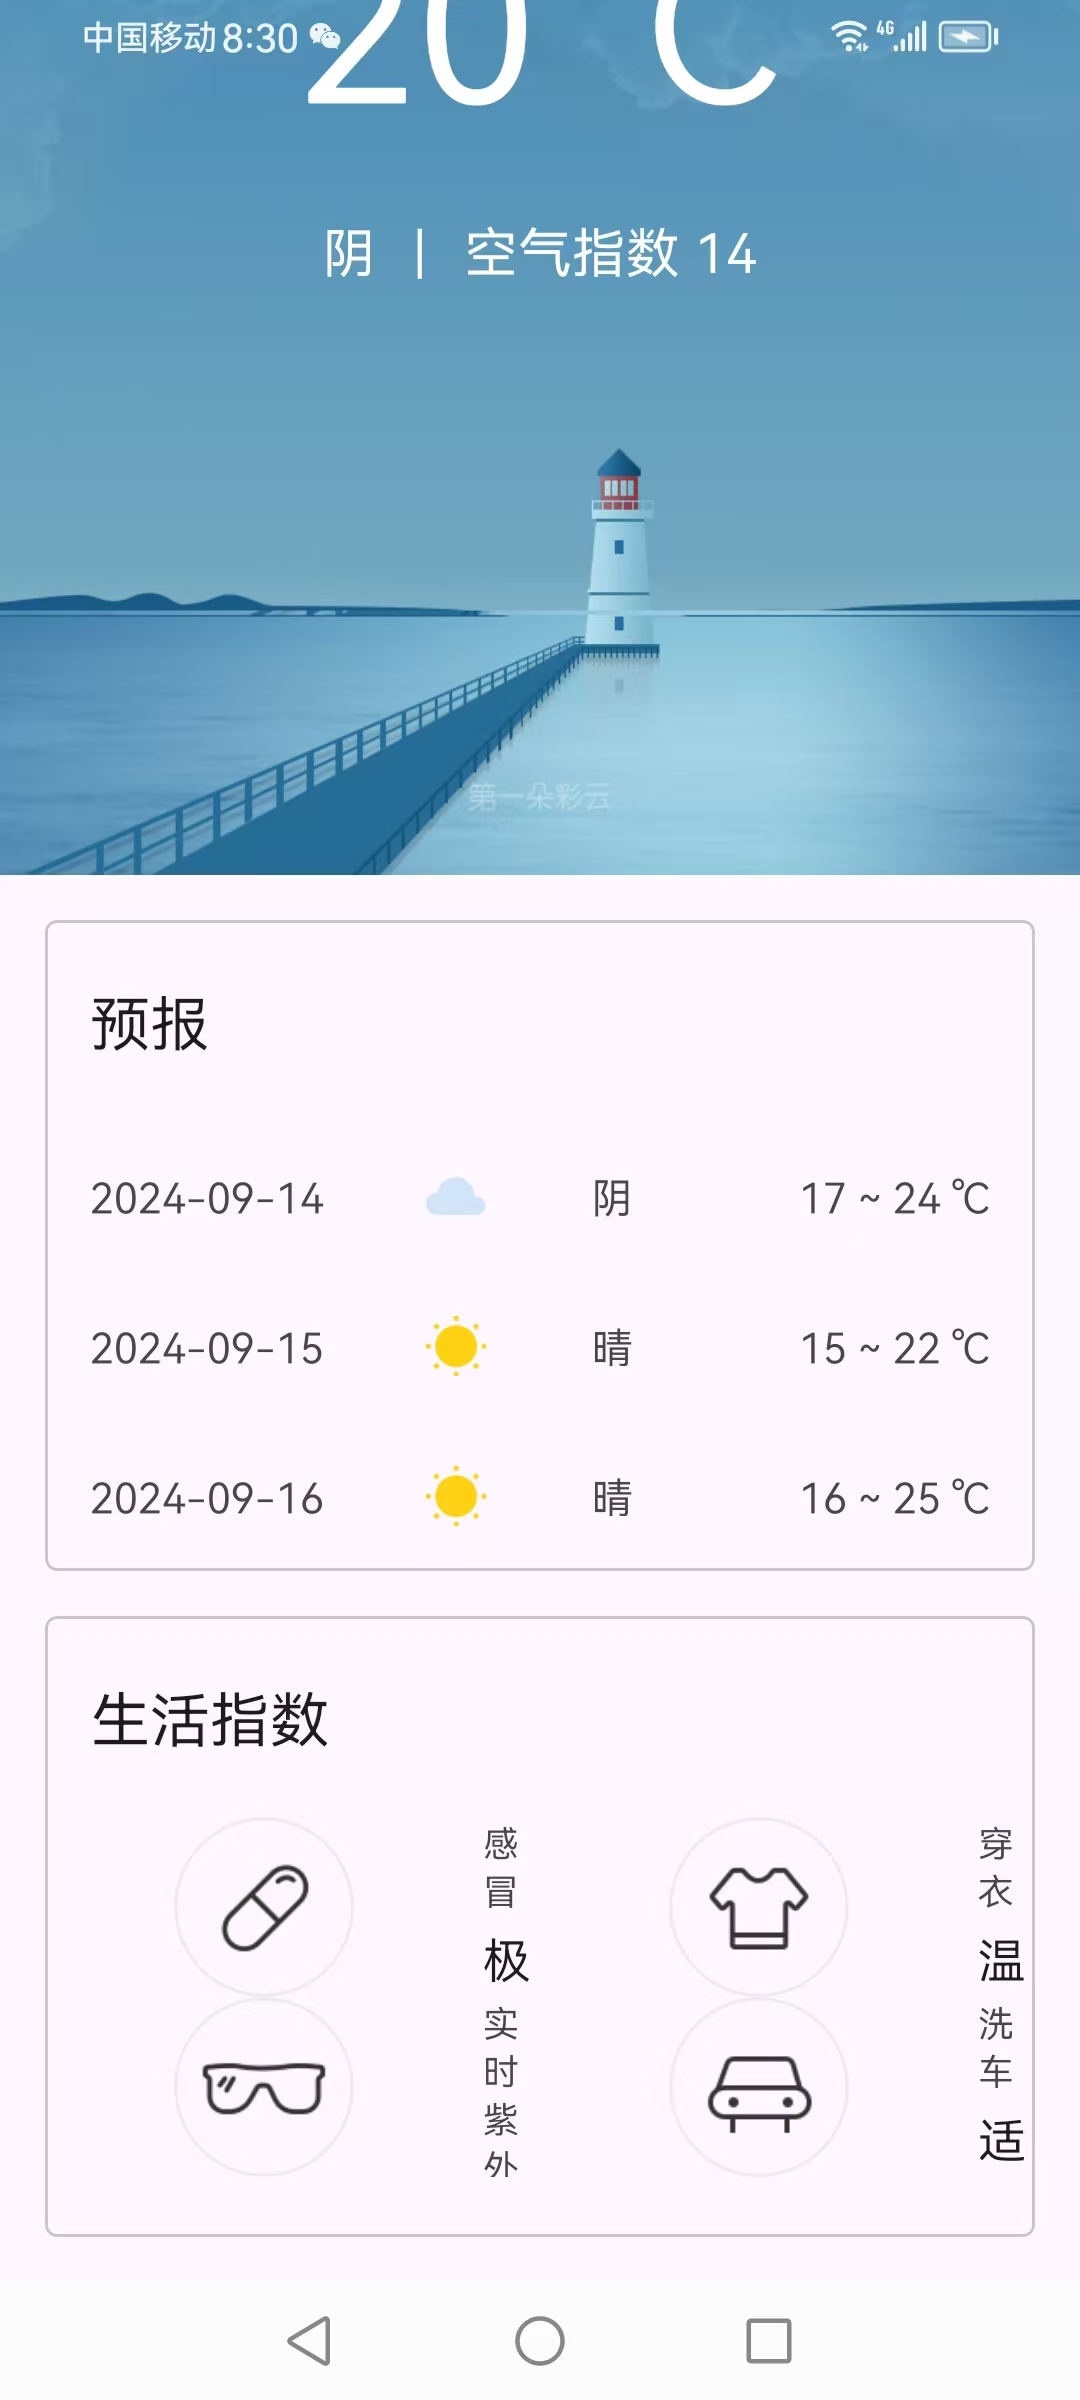 中国移动 8:30 4G
20 ℃
阴 | 空气指数 14
第一朵彩云
预报
2024-09-14 阴 17 ~ 24 ℃
2024-09-15 晴 15 ~ 22 ℃
2024-09-16 晴 16 ~ 25 ℃
生活指数
感
冒
极
穿
衣
温
实
时
紫
外
洗
车
适